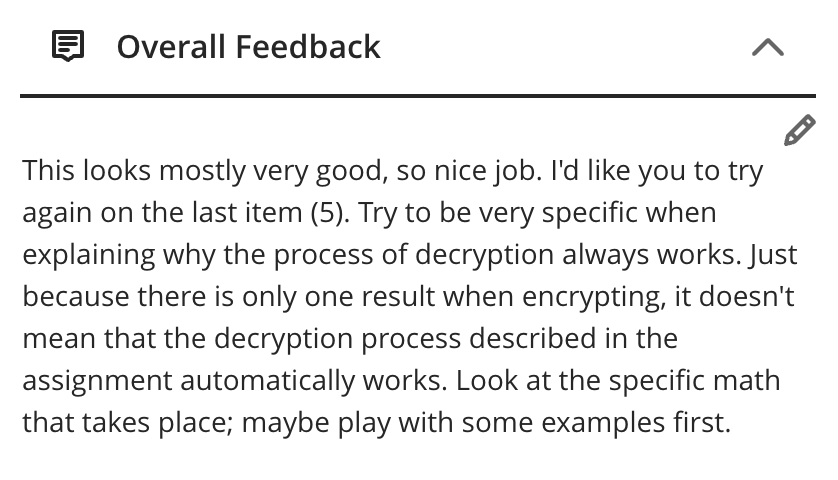 Overall Feedback
This looks mostly very good, so nice job. I'd like you to try
again on the last item (5). Try to be very specific when
explaining why the process of decryption always works. Just
because there is only one result when encrypting, it doesn't
mean that the decryption process described in the
assignment automatically works. Look at the specific math
that takes place; maybe play with some examples first.